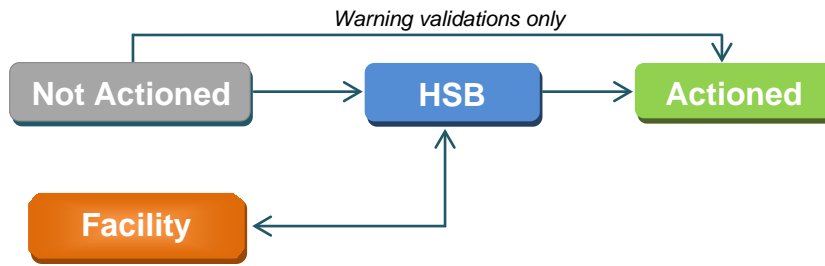 Warning validations only
Not Actioned
HSB
Actioned
Facility